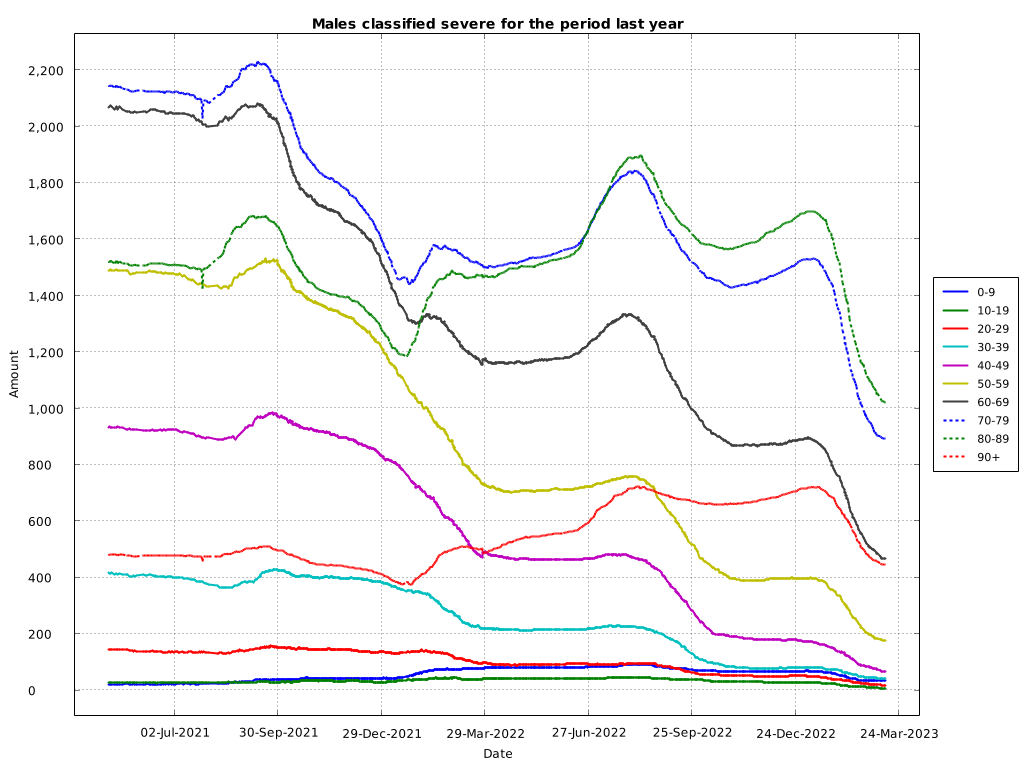 Males classified severe for the period last year
2,200
2,000
1,800
1,600
1,400
1,200
1,000
800
600
400
200
0
Amount
02-Jul-2021
30-Sep-2021
29-Dec-2021
29-Mar-2022
27-Jun-2022
25-Sep-2022
24-Dec-2022
24-Mar-2023
Date
0-9
10-19
20-29
30-39
40-49
50-59
60-69
70-79
80-89
90+